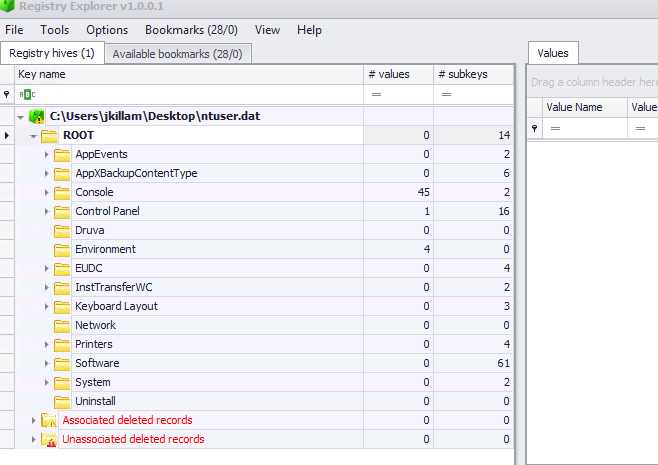 Registry Explorer v1.0.0.1
File Tools Options Bookmarks (28/0) View Help
Registry hives (1) Available bookmarks (28/0) Values
Key name # values # subkeys Drag a column header here
Value Name Value
RBC = = = =
C:\Users\jkillam\Desktop\ntuser.dat
ROOT 0 14
AppEvents 0 2
AppXBackupContentType 0 6
Console 45 2
Control Panel 1 16
Druva 0 0
Environment 4 0
EUDC 0 4
InstTransferWC 0 2
Keyboard Layout 0 3
Network 0 0
Printers 0 4
Software 0 61
System 0 2
Uninstall 0 0
Associated deleted records 0 0
Unassociated deleted records 0 0